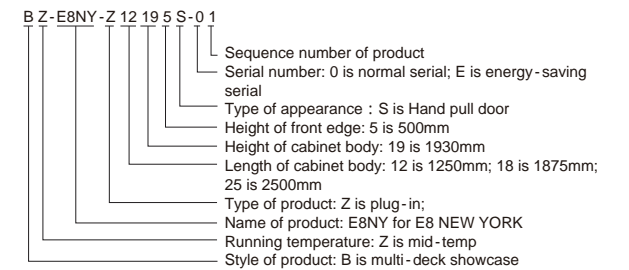 B Z-E8NY-Z 12 19 5 S-0 1
Sequence number of product
Serial number: 0 is normal serial; E is energy-saving
serial
Type of appearance : S is Hand pull door
Height of front edge: 5 is 500mm
Height of cabinet body: 19 is 1930mm
Length of cabinet body: 12 is 1250mm; 18 is 1875mm;
25 is 2500mm
Type of product: Z is plug-in;
Name of product: E8NY for E8 NEW YORK
Running temperature: Z is mid-temp
Style of product: B is multi-deck showcase